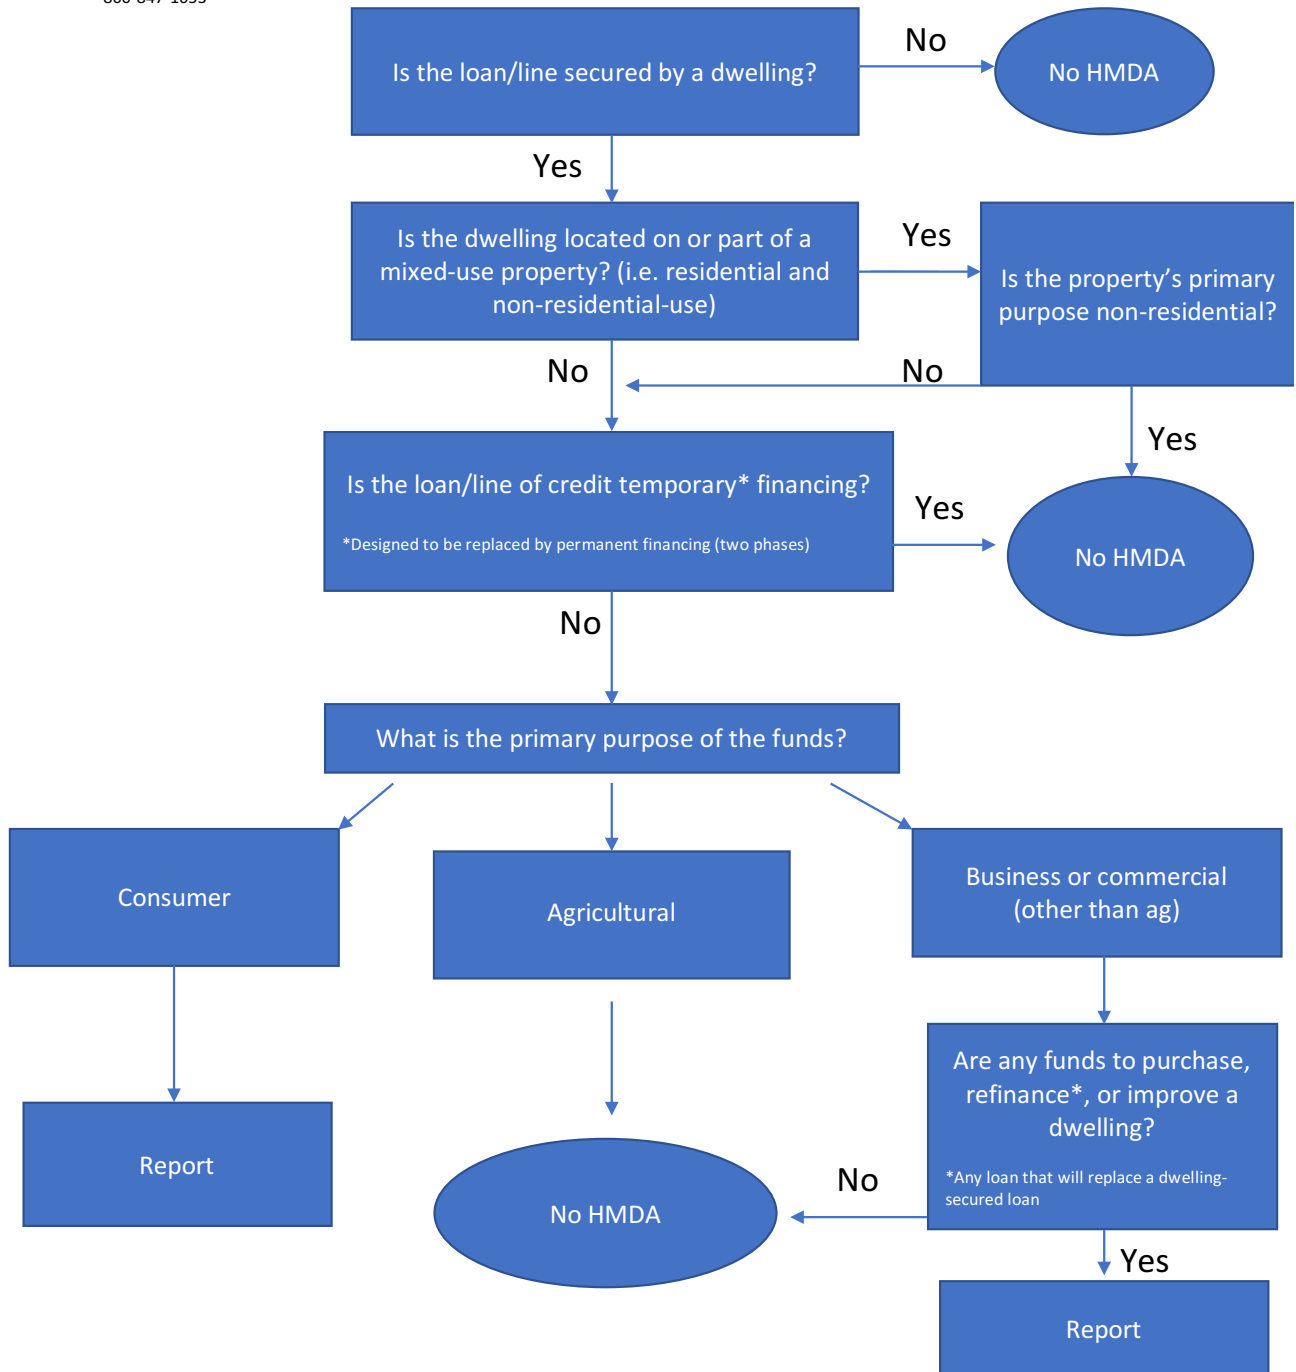 Is the loan/line secured by a dwelling?
No
No HMDA
Yes
Is the dwelling located on or part of a
mixed-use property? (i.e. residential and
non-residential-use)
Yes
Is the property’s primary
purpose non-residential?
No
No
Yes
Is the loan/line of credit temporary* financing?
*Designed to be replaced by permanent financing (two phases)
Yes
No HMDA
No
What is the primary purpose of the funds?
Consumer
Agricultural
Business or commercial
(other than ag)
Report
Are any funds to purchase,
refinance*, or improve a
dwelling?
*Any loan that will replace a dwelling-
secured loan
No
No HMDA
Yes
Report